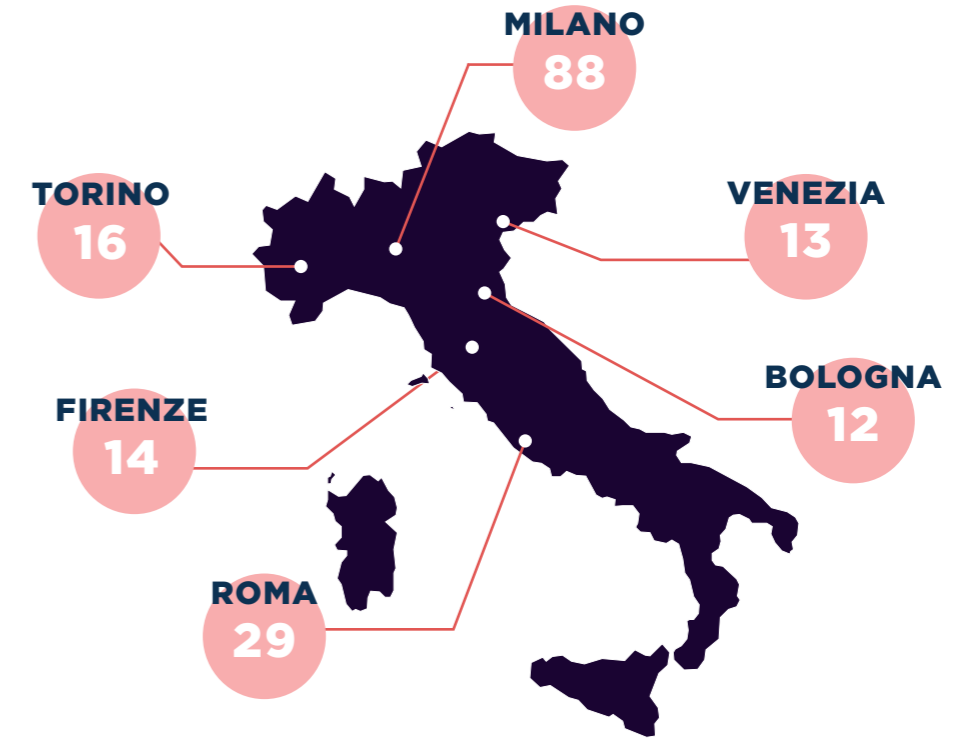 MILANO
88
TORINO
16
VENEZIA
13
BOLOGNA
12
FIRENZE
14
ROMA
29